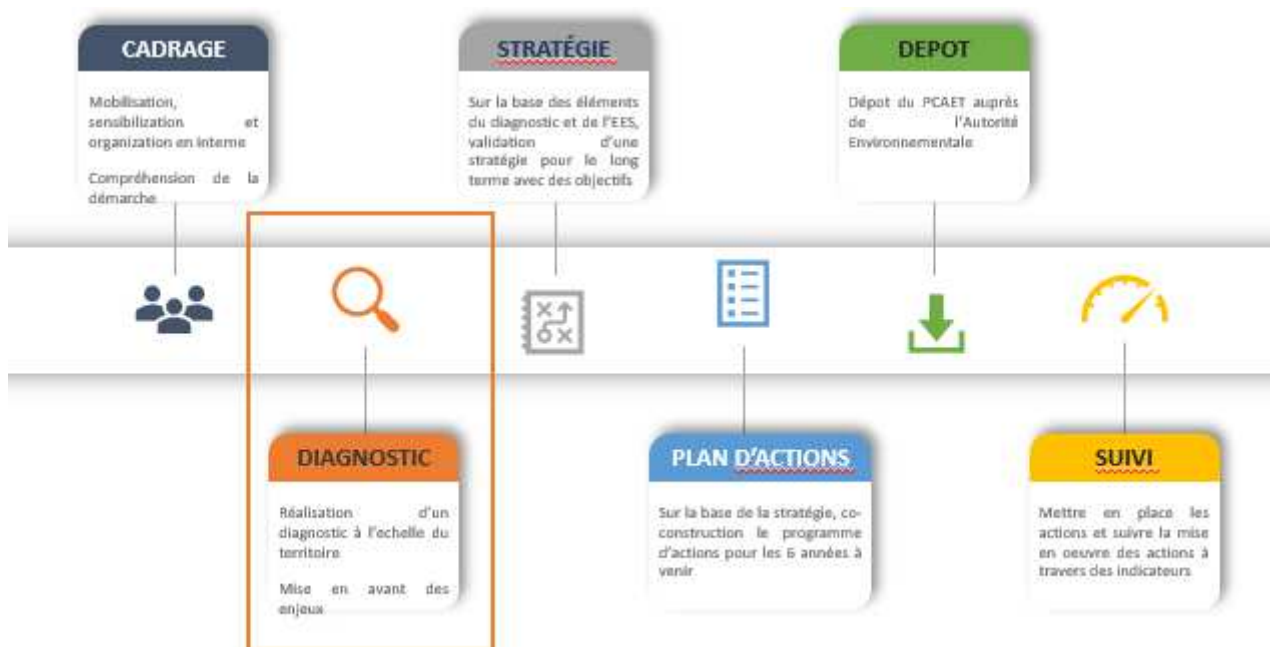 CADRAGE
Mobilisation,
sensibilization et
organization en interne
Compréhension de la
démarche
STRATÉGIE
Sur la base des éléments
du diagnostic et de l'EES,
validation d'une
stratégie pour le long
terme avec des objectifs
DEPOT
Dépot du PCAET auprès
de l'Autorité
Environnementale
DIAGNOSTIC
Réalisation d'un
diagnostic à l'echelle du
territoire
Mise en avant des
enjeux
PLAN D'ACTIONS
Sur la base de la stratégie, co-
construction le programme
d'actions pour les 6 années à
venir
SUIVI
Mettre en place les
actions et suivre la mise
en oeuvre des actions à
travers des indicateurs